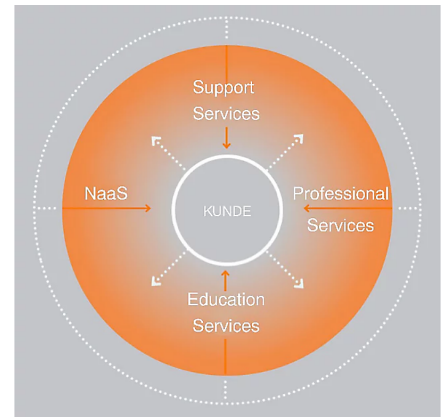 Support
Services
NaaS
KUNDE
Professional
Services
Education
Services